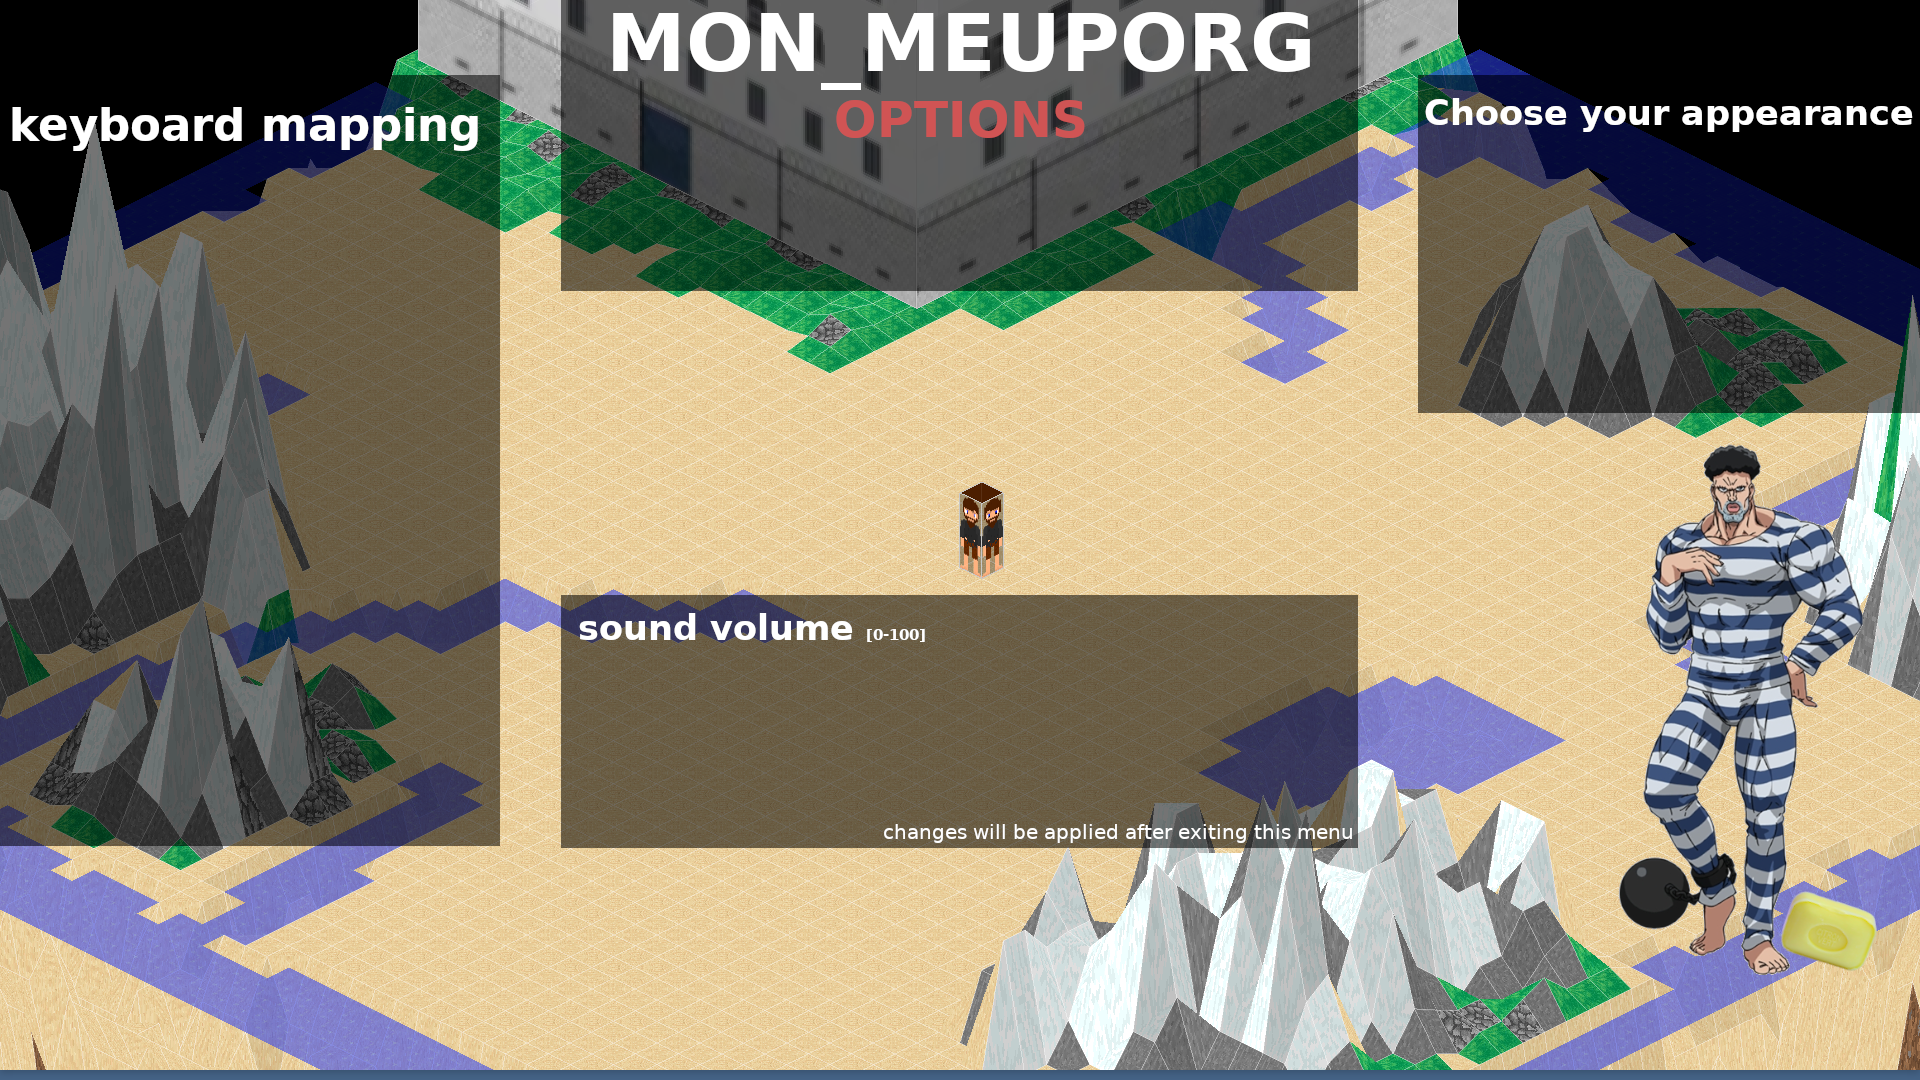 MON_MEUPORG
OPTIONS
keyboard mapping
Choose your appearance
sound volume [0-100]
changes will be applied after exiting this menu